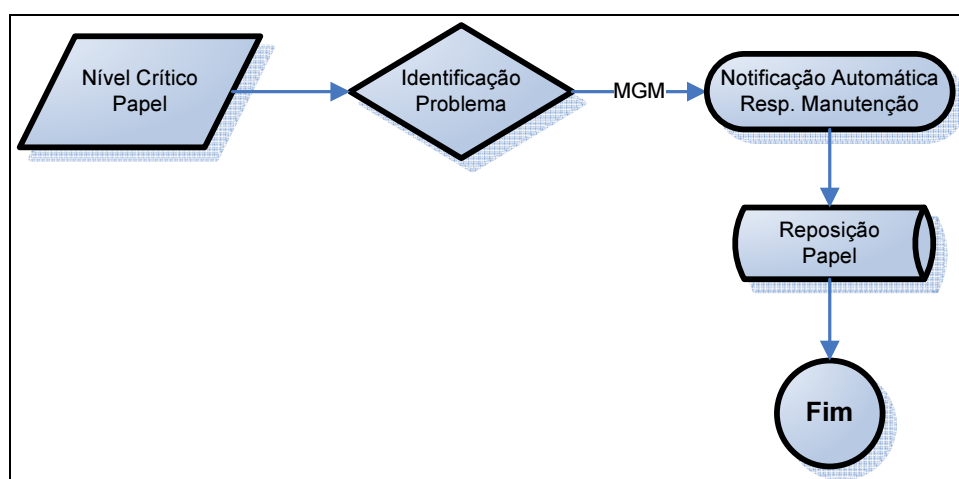 Nível Crítico
Papel
Identificação
Problema
MGM
Notificação Automática
Resp. Manutenção
Reposição
Papel
Fim